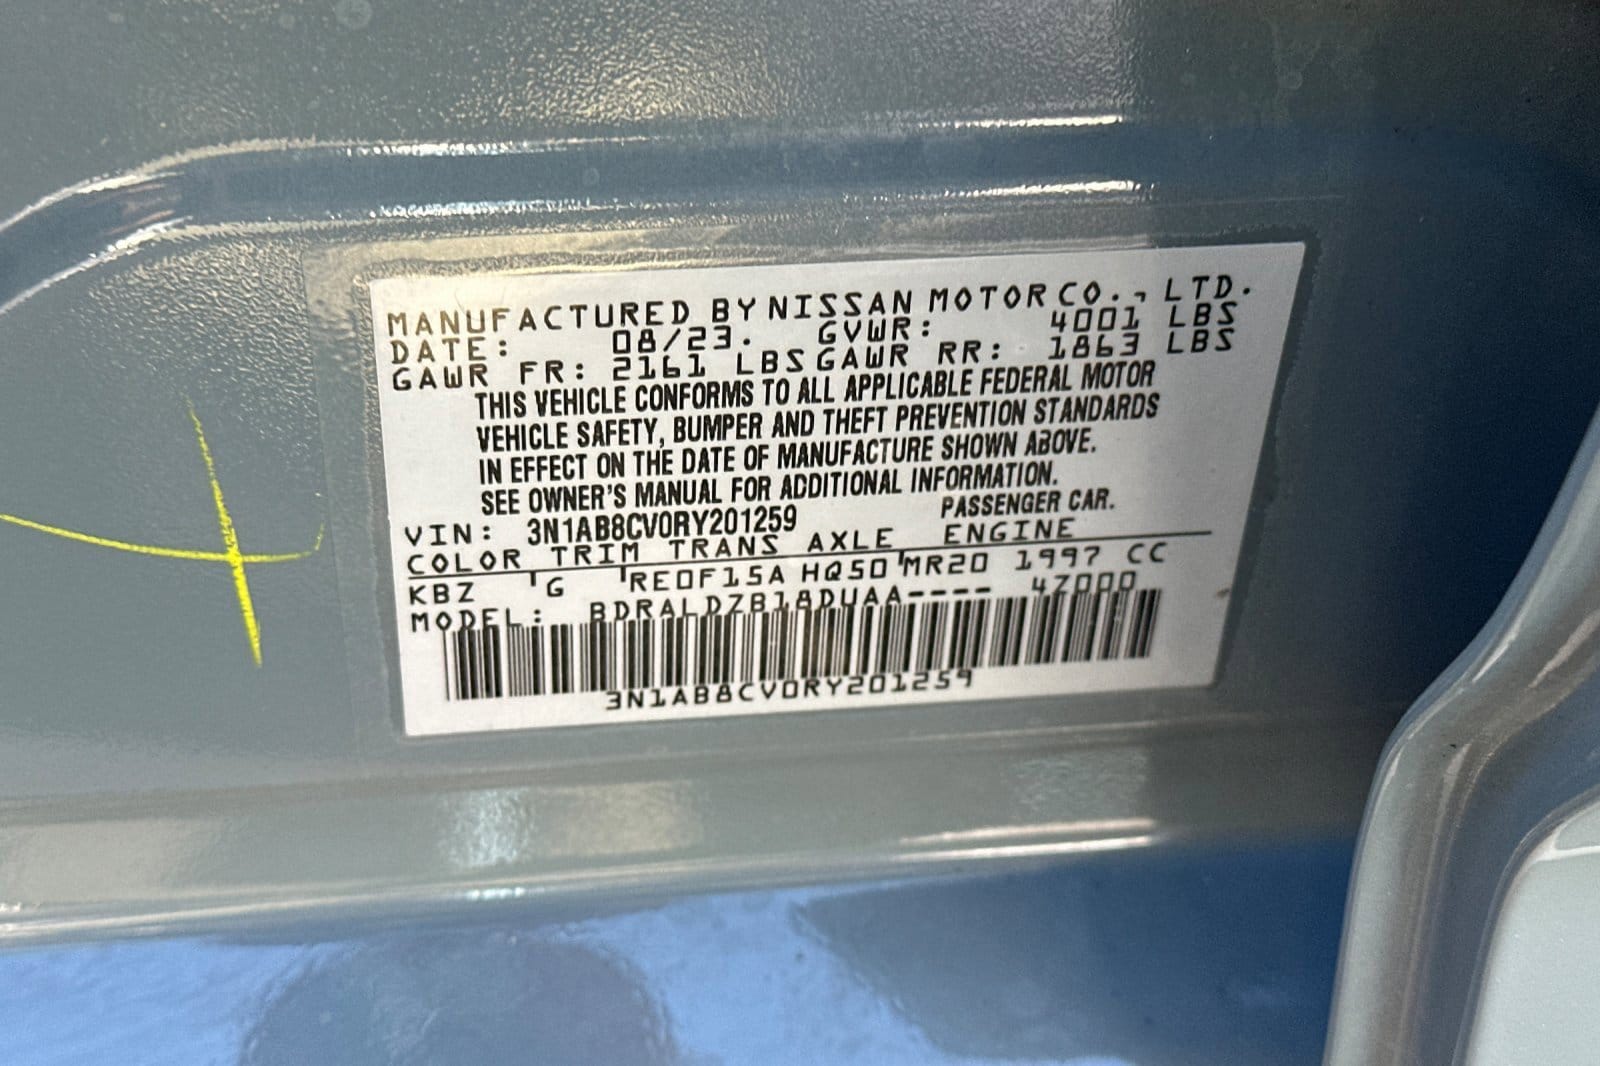 MANUFACTURED BY NISSAN MOTOR CO., LTD.
DATE: 08/23. GVWR: 4001 LBS
GAWR FR: 2161 LBS GAWR RR: 1863 LBS
THIS VEHICLE CONFORMS TO ALL APPLICABLE FEDERAL MOTOR
VEHICLE SAFETY, BUMPER AND THEFT PREVENTION STANDARDS
IN EFFECT ON THE DATE OF MANUFACTURE SHOWN ABOVE.
SEE OWNER'S MANUAL FOR ADDITIONAL INFORMATION.
VIN: 3N1AB8CV0RY201259 PASSENGER CAR.
COLOR TRIM TRANS AXLE ENGINE
KBZ G RE0F15A HQ50 MR20 1997 CC
MODEL: BDRALDZB18DUAA---- 4Z000
3N1AB8CV0RY201259